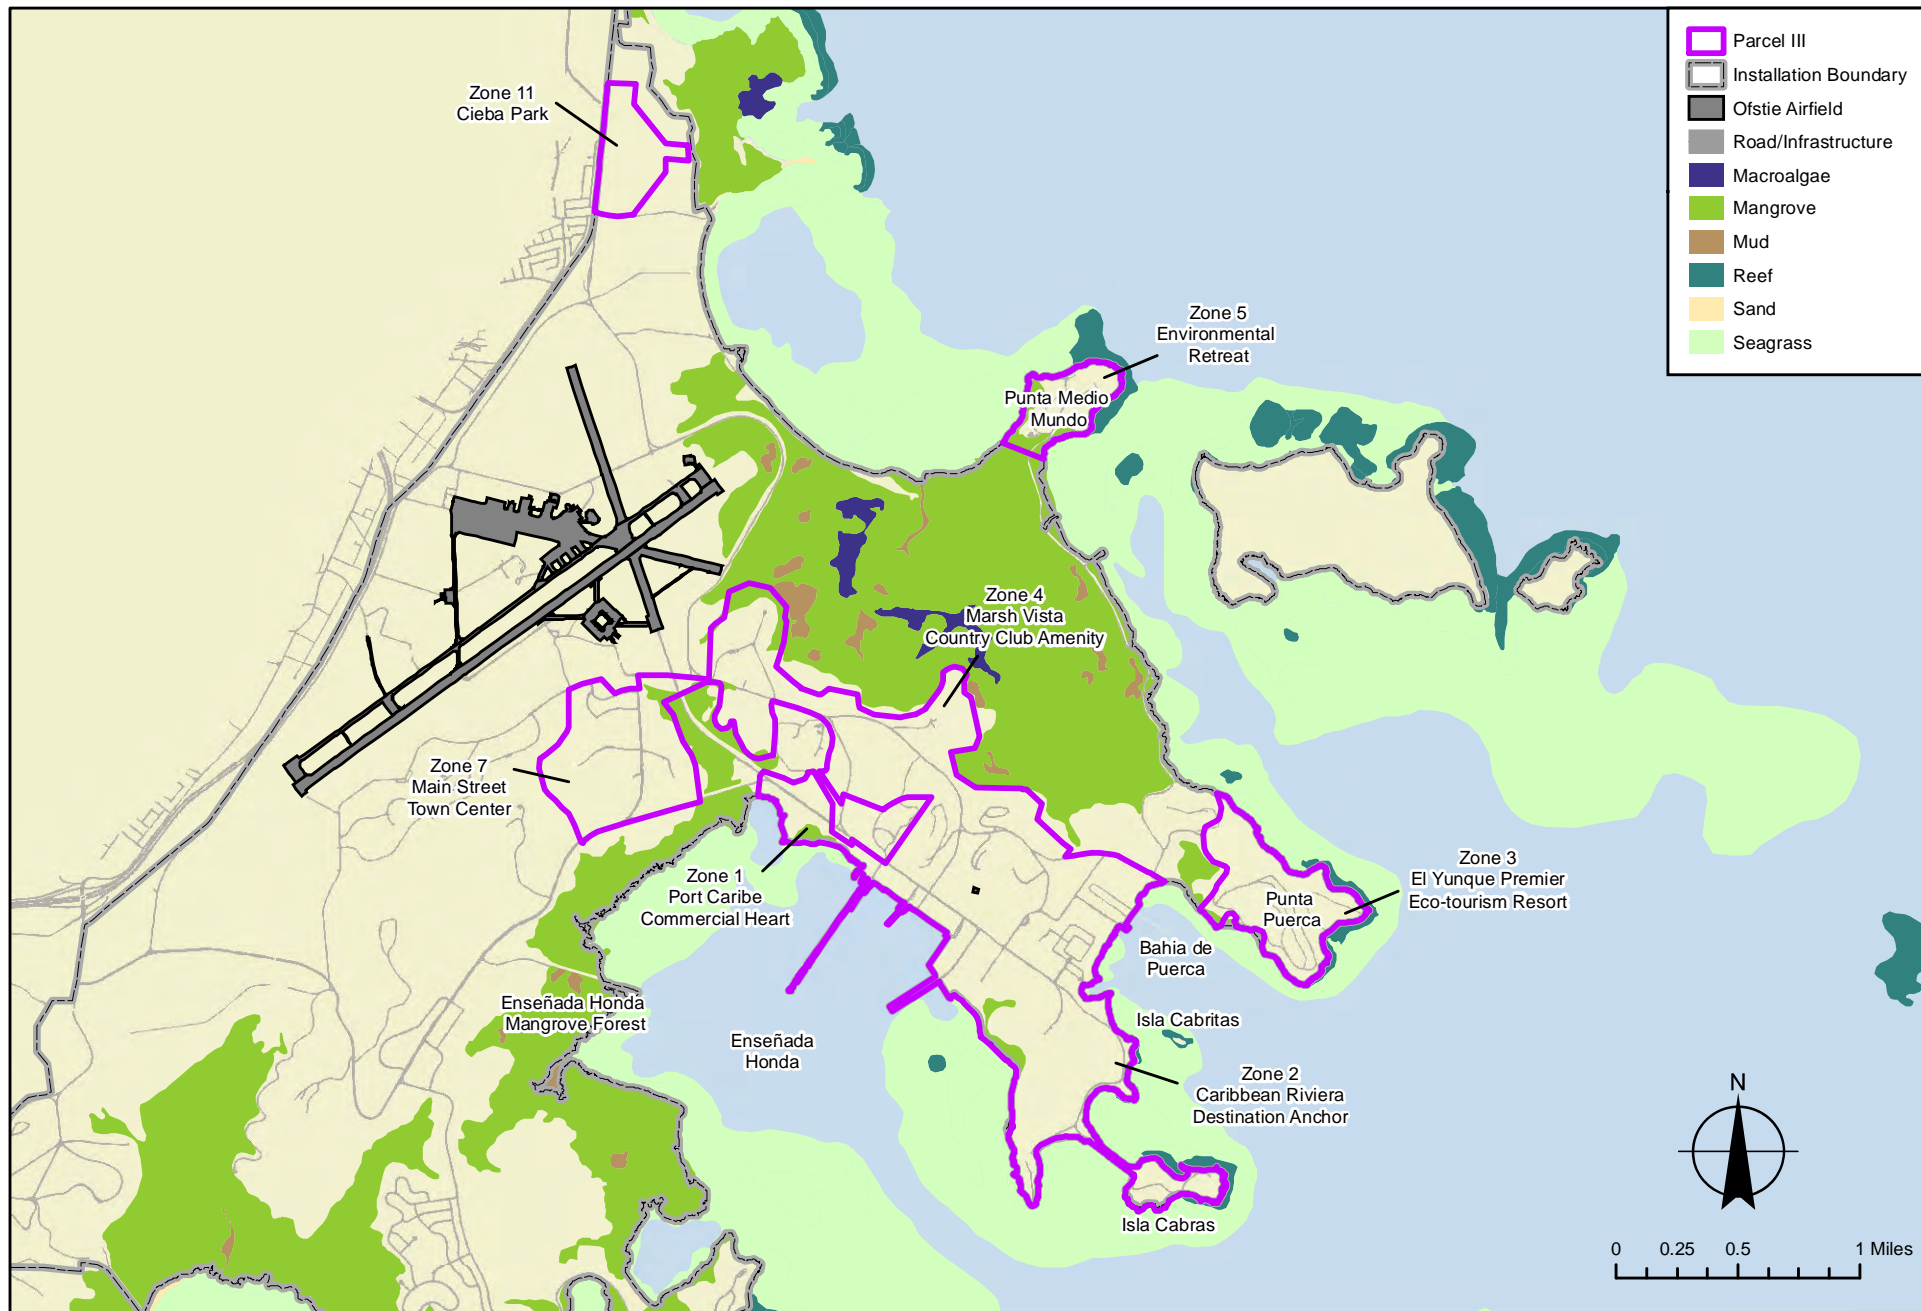 Parcel III
Installation Boundary
Ofstie Airfield
Road/Infrastructure
Macroalgae
Mangrove
Mud
Reef
Sand
Seagrass
Zone 11
Cieba Park
Zone 5
Environmental
Retreat
Punta Medio
Mundo
Zone 4
Marsh Vista
Country Club Amenity
Zone 7
Main Street
Town Center
Zone 1
Port Caribe
Commercial Heart
Zone 3
El Yunque Premier
Eco-tourism Resort
Punta
Puerca
Bahia de
Puerca
Enseñada Honda
Mangrove Forest
Enseñada
Honda
Isla Cabritas
Zone 2
Caribbean Riviera
Destination Anchor
Isla Cabras
N
0 0.25 0.5 1 Miles